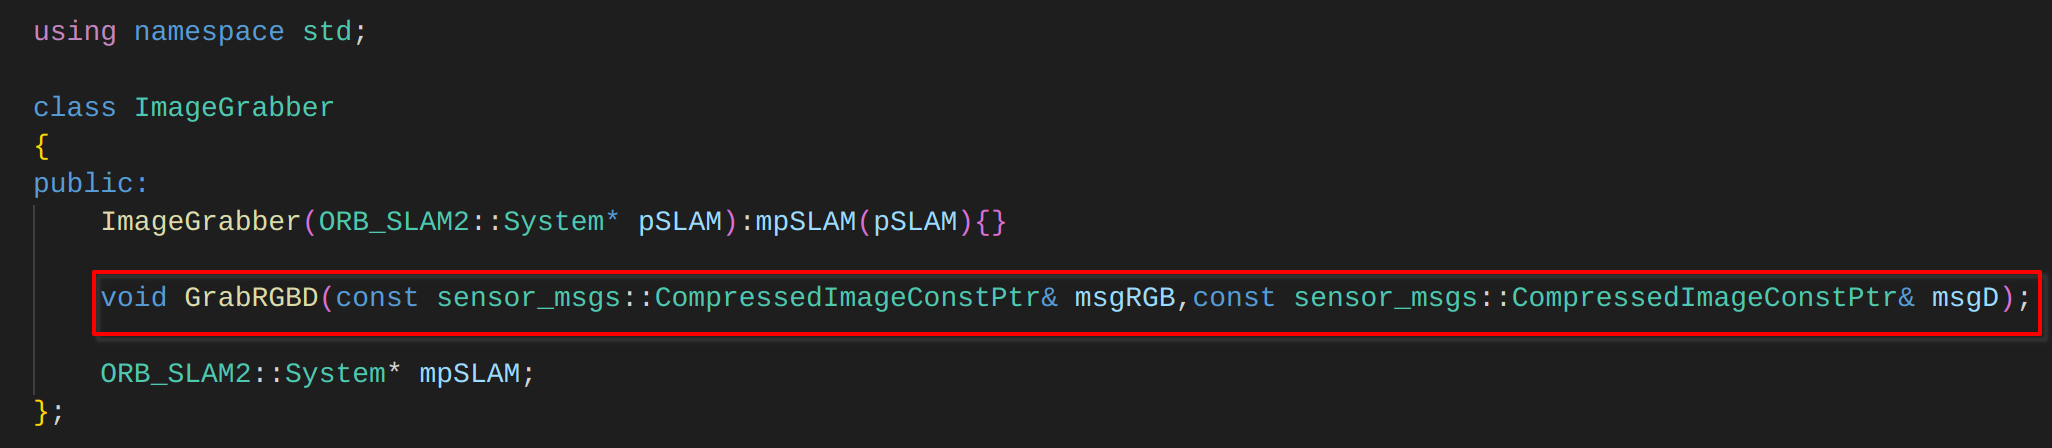 using namespace std;
class ImageGrabber
{
public:
ImageGrabber(ORB_SLAM2::System* pSLAM):mpSLAM(pSLAM){}
void GrabRGBD(const sensor_msgs::CompressedImageConstPtr& msgRGB,const sensor_msgs::CompressedImageConstPtr& msgD);
ORB_SLAM2::System* mpSLAM;
};